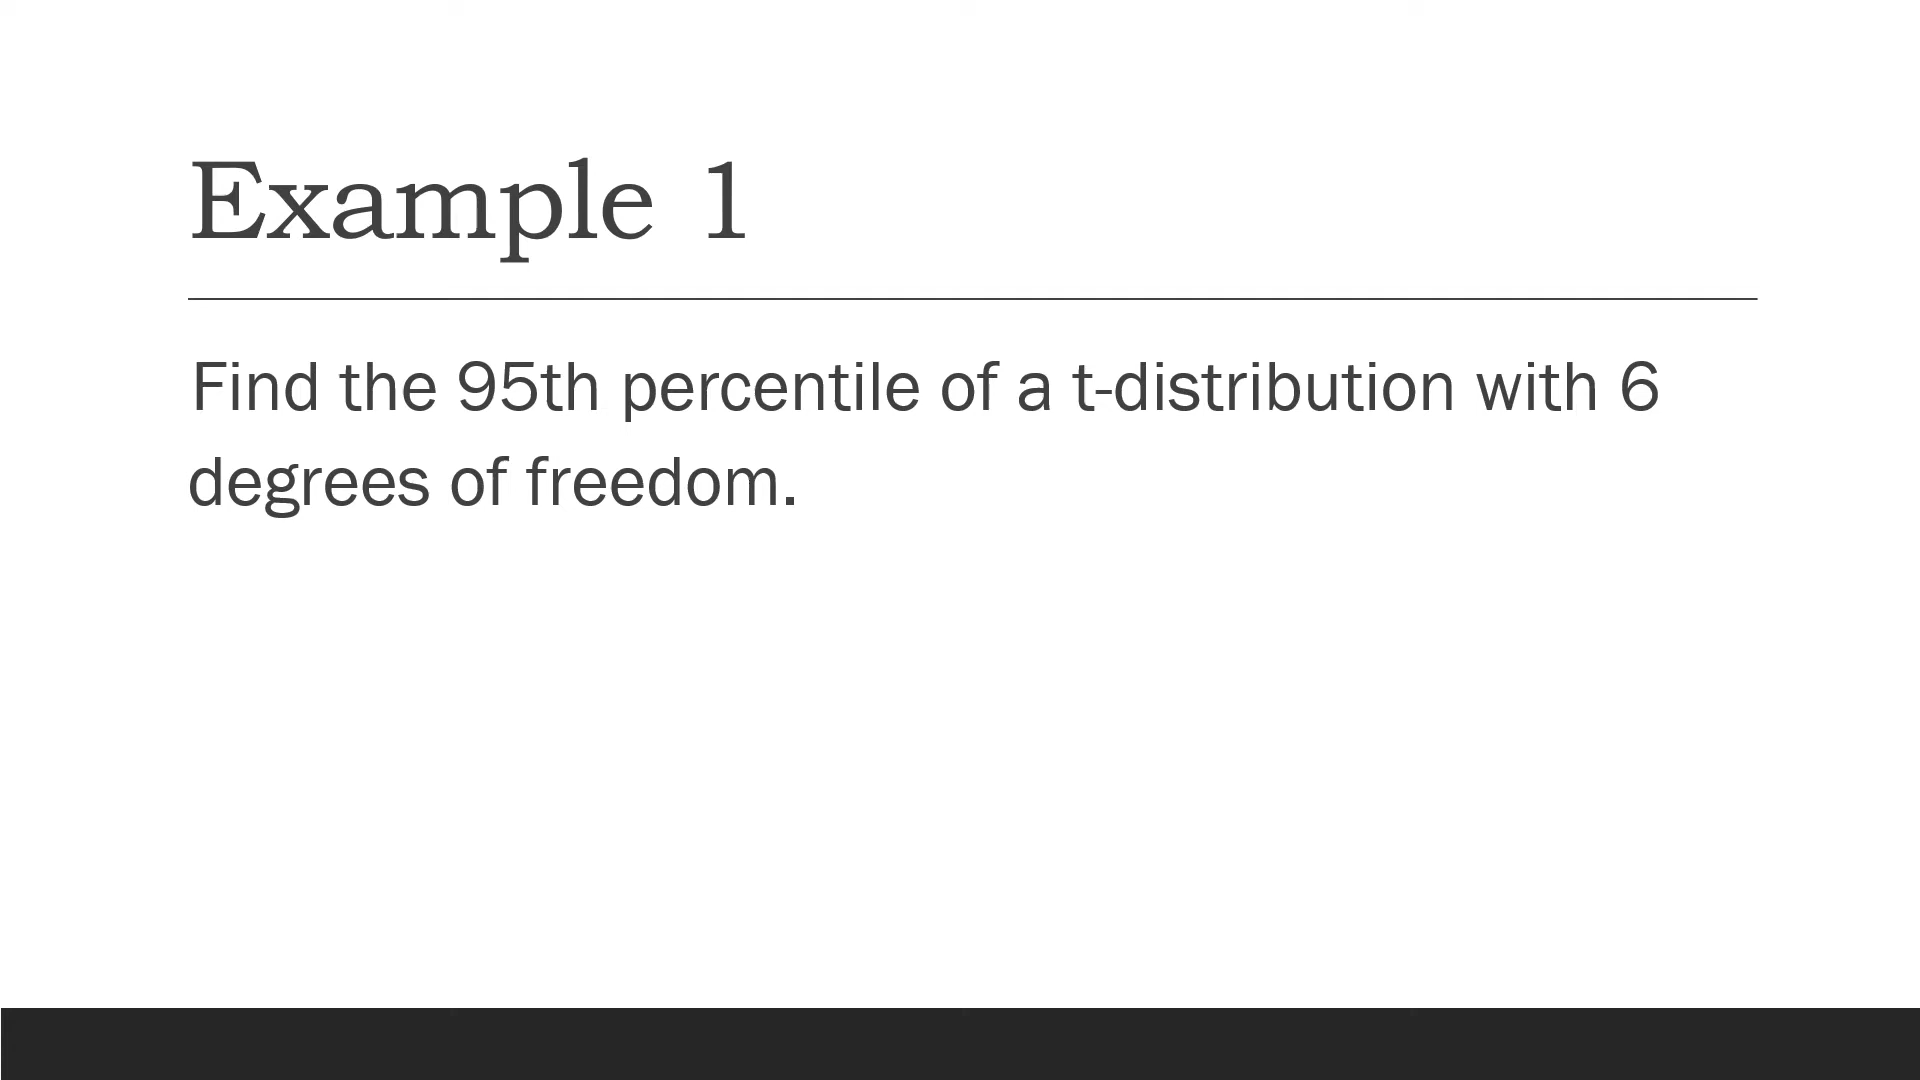 Example 1
Find the 95th percentile of a t-distribution with 6
degrees of freedom.